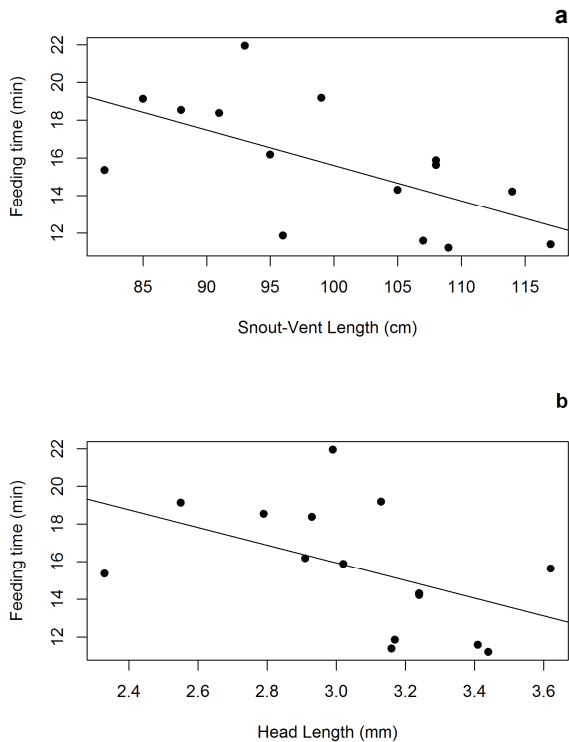 a
22
20
18
16
14
12
Feeding time (min)
85 90 95 100 105 110 115
Snout-Vent Length (cm)
b
22
20
18
16
14
12
Feeding time (min)
2.4 2.6 2.8 3.0 3.2 3.4 3.6
Head Length (mm)